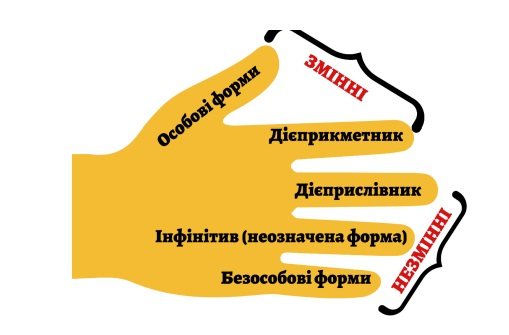 ЗМІННІ
Особові форми
Дієприкметник
Дієприслівник
Інфінітив (неозначена форма)
НЕЗМІННІ
Безособові форми